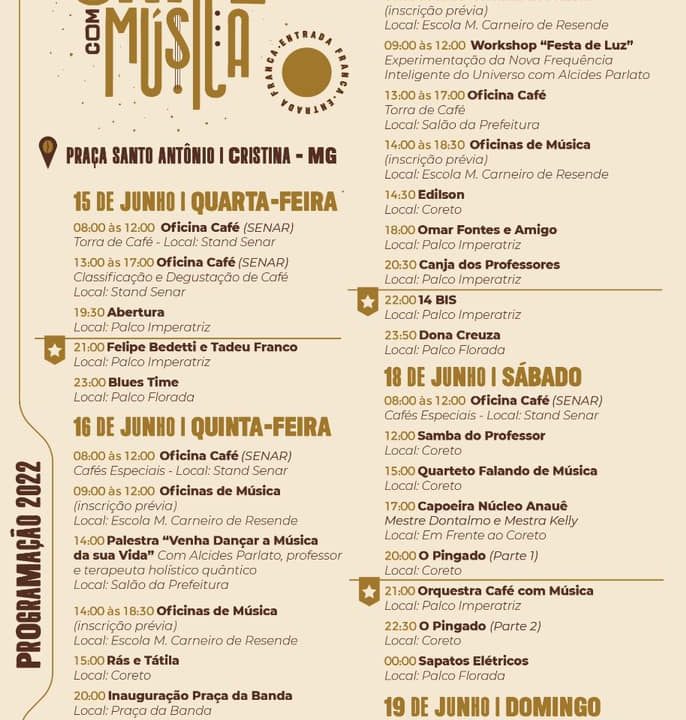 COM
MÚSICA
ENTRADA FRANCA • ENTRADA FRANCA • ENTRADA
PRAÇA SANTO ANTÔNIO | CRISTINA - MG
15 DE JUNHO | QUARTA-FEIRA
08:00 às 12:00 Oficina Café (SENAR)
Torra de Café - Local: Stand Senar
13:00 às 17:00 Oficina Café (SENAR)
Classificação e Degustação de Café
Local: Stand Senar
19:30 Abertura
Local: Palco Imperatriz
21:00 Felipe Bedetti e Tadeu Franco
Local: Palco Imperatriz
23:00 Blues Time
Local: Palco Florada
16 DE JUNHO | QUINTA-FEIRA
08:00 às 12:00 Oficina Café (SENAR)
Cafés Especiais - Local: Stand Senar
09:00 às 12:00 Oficinas de Música
(inscrição prévia)
Local: Escola M. Carneiro de Resende
14:00 Palestra “Venha Dançar a Música
da sua Vida” Com Alcides Parlato, professor
e terapeuta holístico quântico
Local: Salão da Prefeitura
14:00 às 18:30 Oficinas de Música
(inscrição prévia)
Local: Escola M. Carneiro de Resende
15:00 Rás e Tátila
Local: Coreto
20:00 Inauguração Praça da Banda
Local: Praça da Banda
PROGRAMAÇÃO 2022
(inscrição prévia)
Local: Escola M. Carneiro de Resende
09:00 às 12:00 Workshop “Festa de Luz”
Experimentação da Nova Frequência
Inteligente do Universo com Alcides Parlato
13:00 às 17:00 Oficina Café
Torra de Café
Local: Salão da Prefeitura
14:00 às 18:30 Oficinas de Música
(inscrição prévia)
Local: Escola M. Carneiro de Resende
14:30 Edilson
Local: Coreto
18:00 Omar Fontes e Amigo
Local: Palco Imperatriz
20:30 Canja dos Professores
Local: Palco Imperatriz
22:00 14 BIS
Local: Palco Imperatriz
23:50 Dona Creuza
Local: Palco Florada
18 DE JUNHO | SÁBADO
08:00 às 12:00 Oficina Café (SENAR)
Cafés Especiais - Local: Stand Senar
12:00 Samba do Professor
Local: Coreto
15:00 Quarteto Falando de Música
Local: Coreto
17:00 Capoeira Núcleo Anauê
Mestre Dontalmo e Mestra Kelly
Local: Em Frente ao Coreto
20:00 O Pingado (Parte 1)
Local: Coreto
21:00 Orquestra Café com Música
Local: Palco Imperatriz
22:30 O Pingado (Parte 2)
Local: Coreto
00:00 Sapatos Elétricos
Local: Palco Florada
19 DE JUNHO | DOMINGO